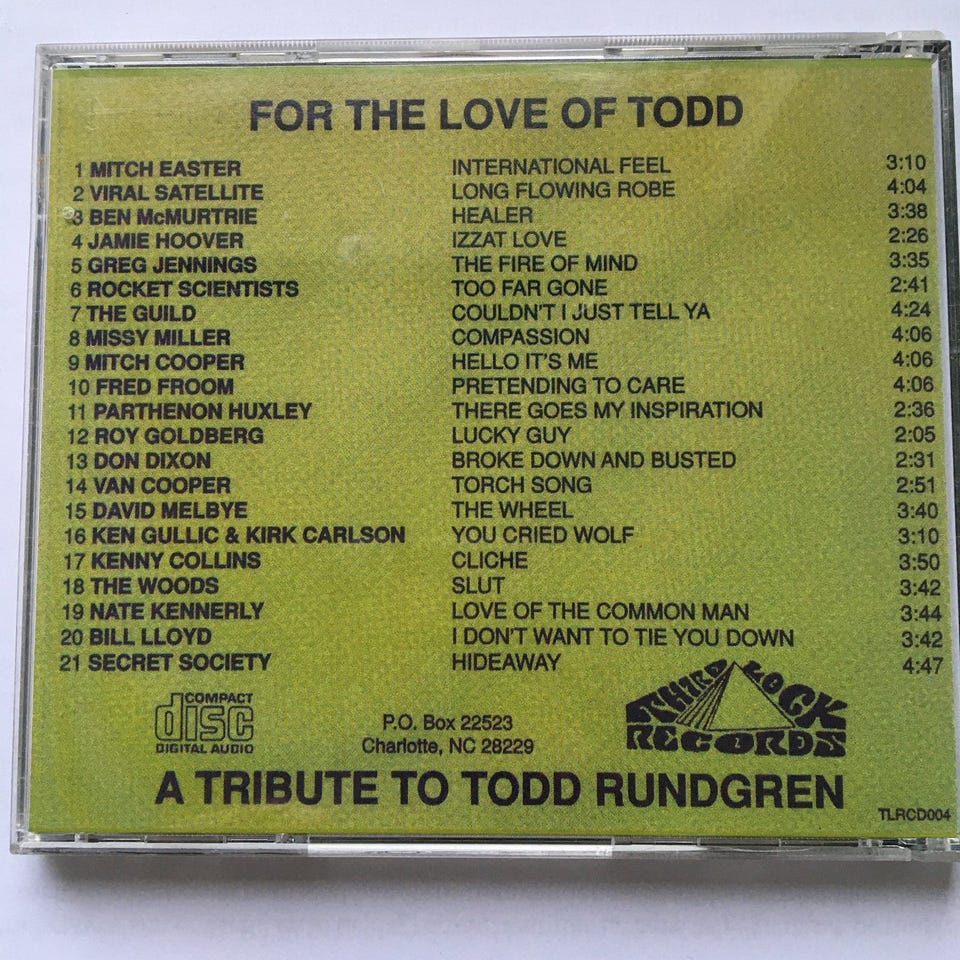 FOR THE LOVE OF TODD
1 MITCH EASTER INTERNATIONAL FEEL 3:10
2 VIRAL SATELLITE LONG FLOWING ROBE 4:04
3 BEN McMURTRIE HEALER 3:38
4 JAMIE HOOVER IZZAT LOVE 2:26
5 GREG JENNINGS THE FIRE OF MIND 3:35
6 ROCKET SCIENTISTS TOO FAR GONE 2:41
7 THE GUILD COULDN'T I JUST TELL YA 4:24
8 MISSY MILLER COMPASSION 4:06
9 MITCH COOPER HELLO IT'S ME 4:06
10 FRED FROOM PRETENDING TO CARE 4:06
11 PARTHENON HUXLEY THERE GOES MY INSPIRATION 2:36
12 ROY GOLDBERG LUCKY GUY 2:05
13 DON DIXON BROKE DOWN AND BUSTED 2:31
14 VAN COOPER TORCH SONG 2:51
15 DAVID MELBYE THE WHEEL 3:40
16 KEN GULLIC & KIRK CARLSON YOU CRIED WOLF 3:10
17 KENNY COLLINS CLICHE 3:50
18 THE WOODS SLUT 3:42
19 NATE KENNERLY LOVE OF THE COMMON MAN 3:44
20 BILL LLOYD I DON'T WANT TO TIE YOU DOWN 3:42
21 SECRET SOCIETY HIDEAWAY 4:47
COMPACT
disc
DIGITAL AUDIO
P.O. Box 22523
Charlotte, NC 28229
THIRD LOCK
RECORDS
A TRIBUTE TO TODD RUNDGREN
TLRCD004